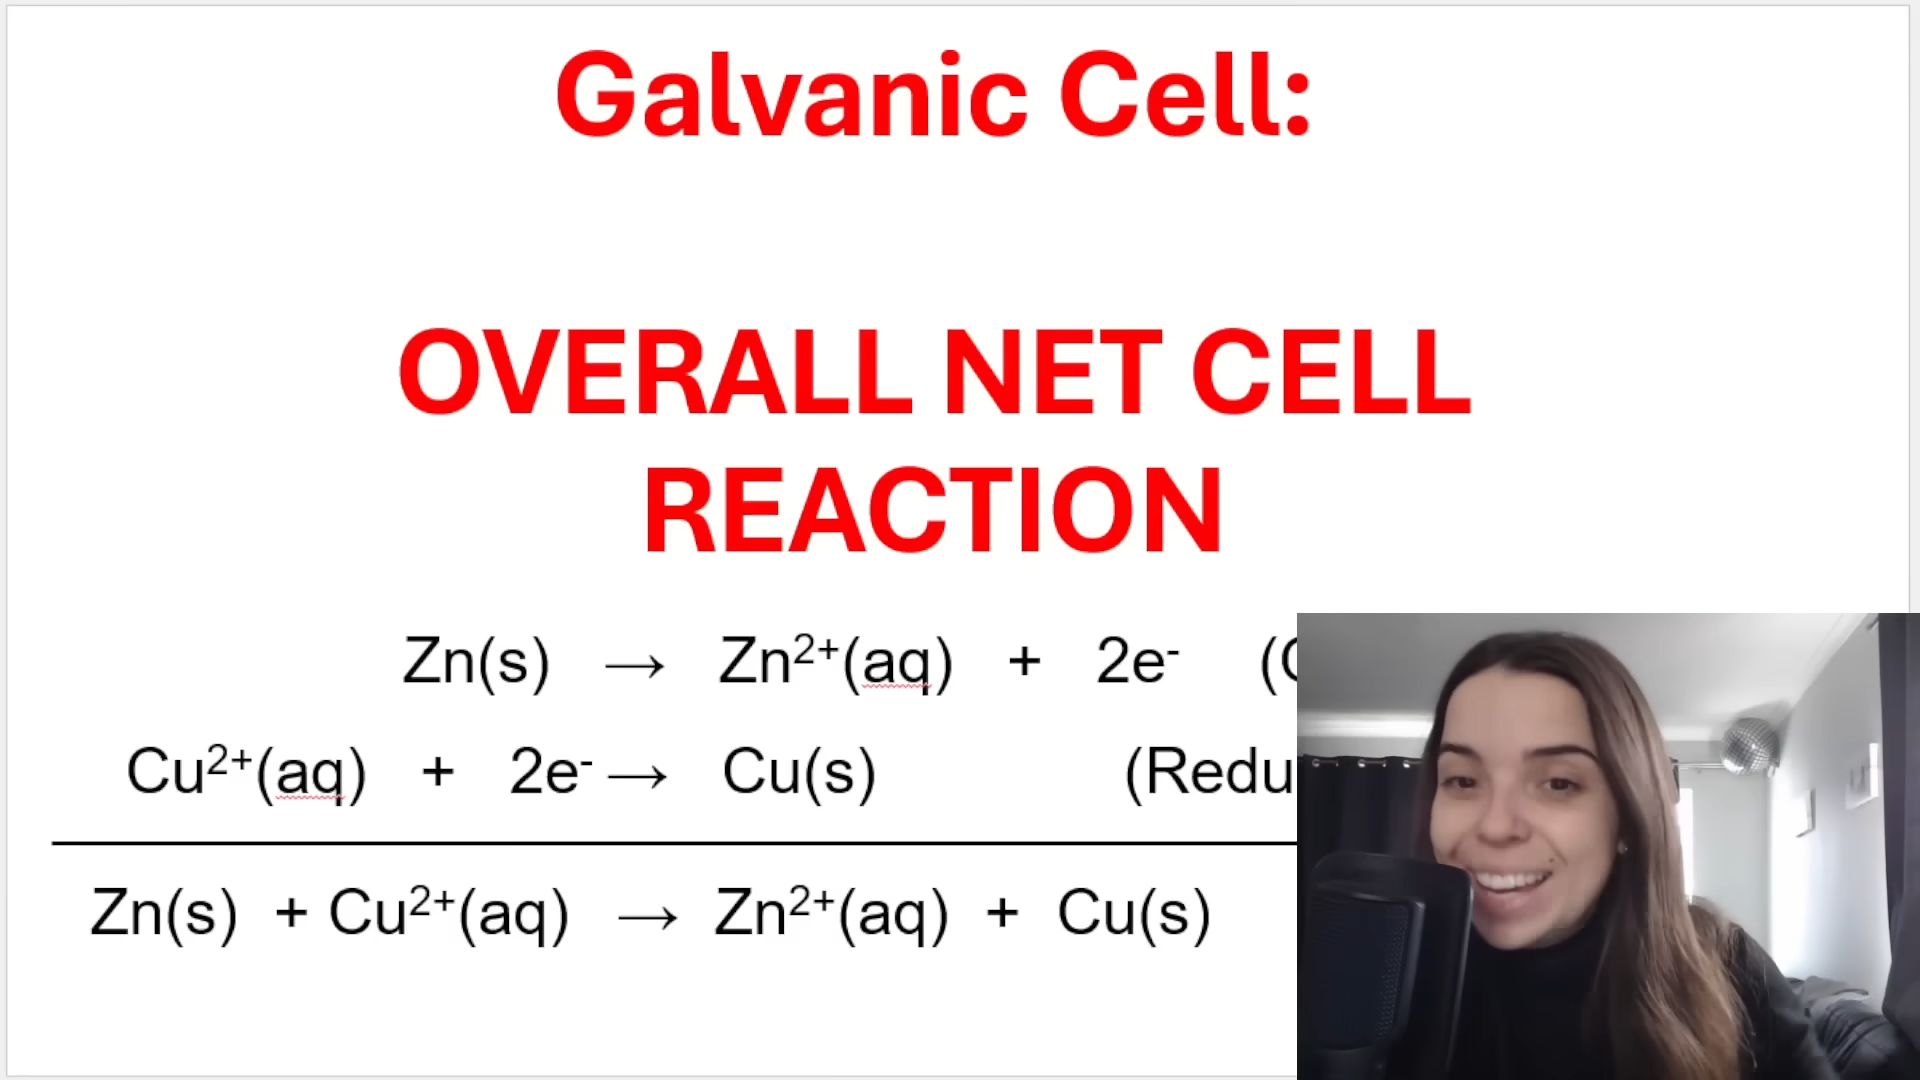 Galvanic Cell:
OVERALL NET CELL
REACTION
Zn(s) → Zn²⁺(aq) + 2e⁻ (
Cu²⁺(aq) + 2e⁻ → Cu(s) (Redu
Zn(s) + Cu²⁺(aq) → Zn²⁺(aq) + Cu(s)